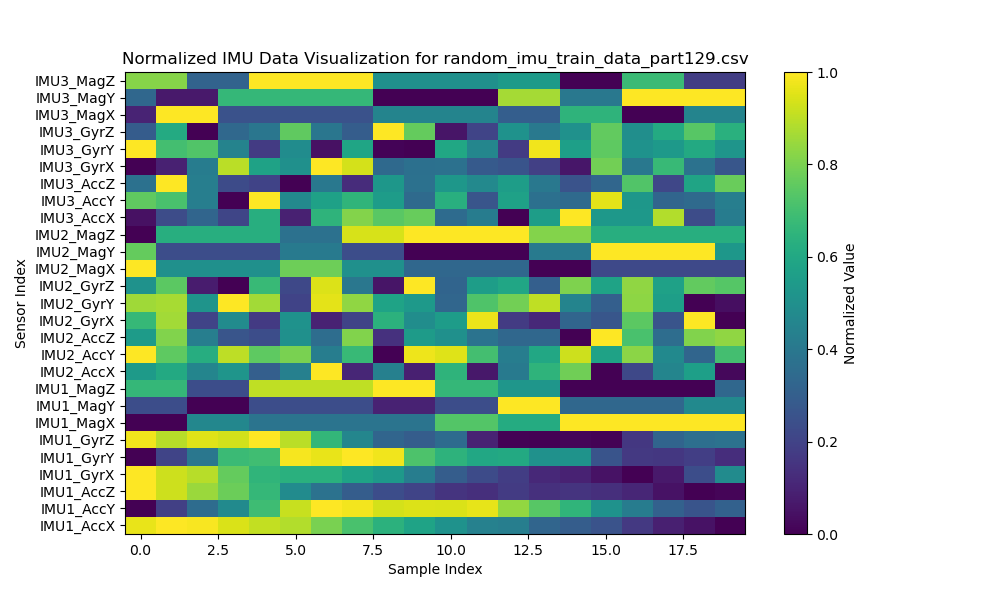 Normalized IMU Data Visualization for random_imu_train_data_part129.csv
IMU3_MagZ
IMU3_MagY
IMU3_MagX
IMU3_GyrZ
IMU3_GyrY
IMU3_GyrX
IMU3_AccZ
IMU3_AccY
IMU3_AccX
IMU2_MagZ
IMU2_MagY
IMU2_MagX
IMU2_GyrZ
IMU2_GyrY
IMU2_GyrX
IMU2_AccZ
IMU2_AccY
IMU2_AccX
IMU1_MagZ
IMU1_MagY
IMU1_MagX
IMU1_GyrZ
IMU1_GyrY
IMU1_GyrX
IMU1_AccZ
IMU1_AccY
IMU1_AccX
Sensor Index
0.0 2.5 5.0 7.5 10.0 12.5 15.0 17.5
Sample Index
1.0
0.8
0.6
0.4
0.2
0.0
Normalized Value